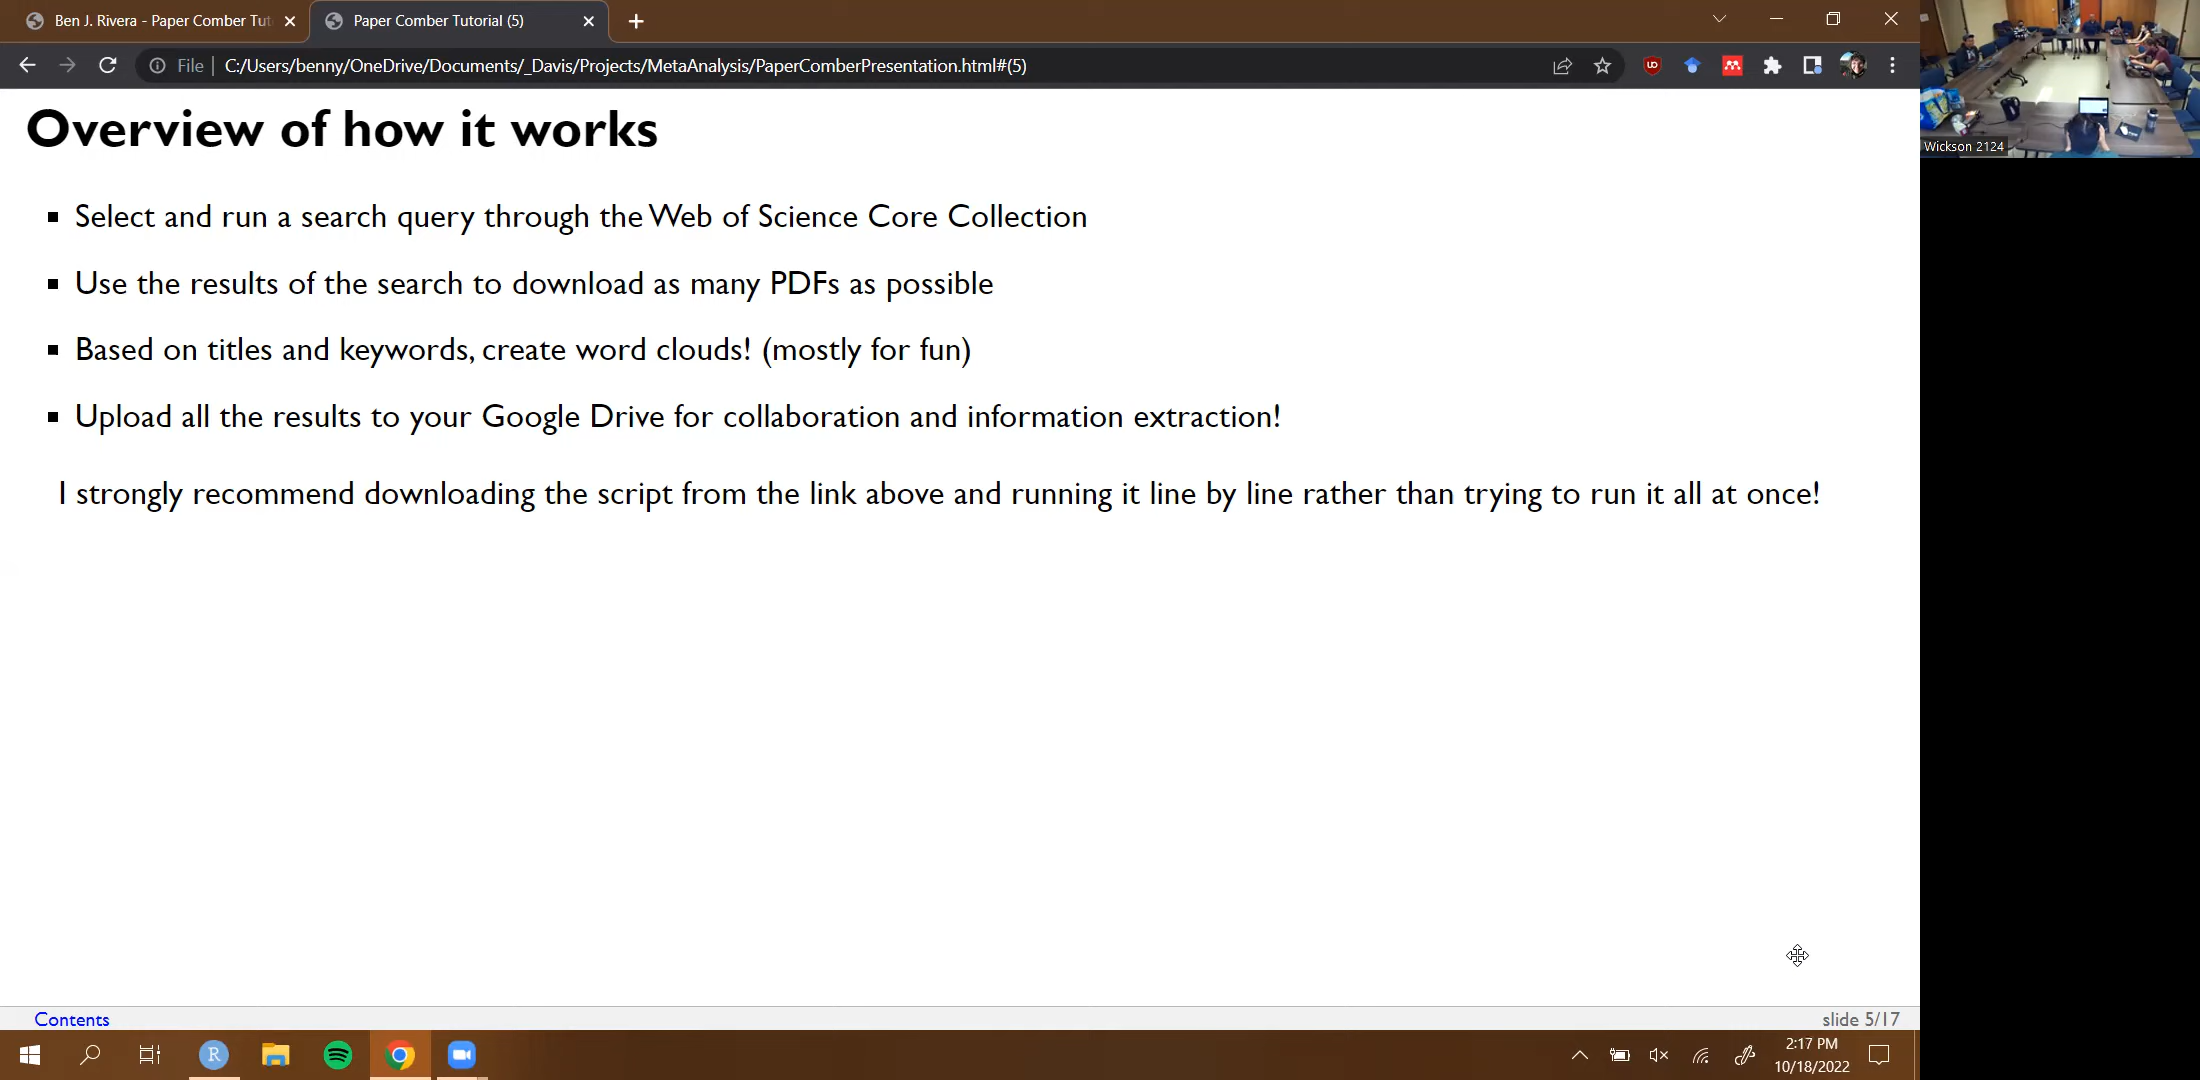 Ben J. Rivera - Paper Comber Tut
Paper Comber Tutorial (5)
File
C:/Users/benny/OneDrive/Documents/_Davis/Projects/MetaAnalysis/PaperComberPresentation.html#(5)
Wickson 2124
Overview of how it works
Select and run a search query through the Web of Science Core Collection
Use the results of the search to download as many PDFs as possible
Based on titles and keywords, create word clouds! (mostly for fun)
Upload all the results to your Google Drive for collaboration and information extraction!
I strongly recommend downloading the script from the link above and running it line by line rather than trying to run it all at once!
Contents
slide 5/17
R
2:17 PM
10/18/2022